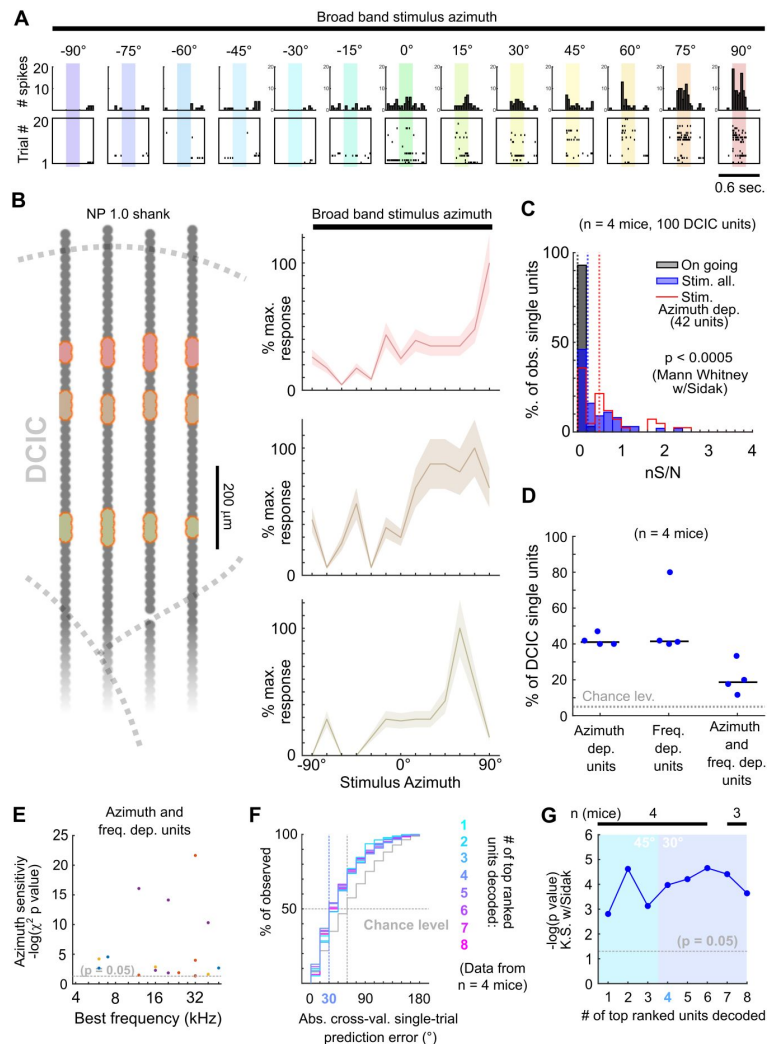 A
Broad band stimulus azimuth
-90° -75° -60° -45° -30° -15° 0° 15° 30° 45° 60° 75° 90°
# spikes
20
0
Trial #
20
1
0.6 sec.
B
NP 1.0 shank
DCIC
200 µm
Broad band stimulus azimuth
% max.
response
100
0
% max.
response
100
0
% max.
response
100
0
-90° 0° 90°
Stimulus Azimuth
C
(n = 4 mice, 100 DCIC units)
On going
Stim. all.
Stim.
Azimuth dep.
(42 units)
p < 0.0005
(Mann Whitney
w/Sidak)
%. of obs. single units
100
50
0
0 2 4
nS/N
D
(n = 4 mice)
% of DCIC single units
100
80
60
40
20
0
Chance lev.
Azimuth
dep.
units
Freq.
dep.
units
Azimuth
and
freq. dep.
units
E
Azimuth and
freq. dep. units
Azimuth sensitiviy
-log(χ² p value)
25
20
15
10
5
0
(p = 0.05)
4 8 16 32
Best frequency (kHz)
F
% of observed
100
50
Chance level
0 30 90 180
Abs. cross-val. single-trial
prediction error (°)
1
2
3
4
5
6
7
8
# of top ranked
units decoded:
(Data from
n = 4 mice)
G
n (mice) 4 3
45° 30°
-log(p value)
K.S. w/Sidak
6
5
4
3
2
1
0
(p = 0.05)
1 2 3 4 5 6 7 8
# of top ranked units decoded